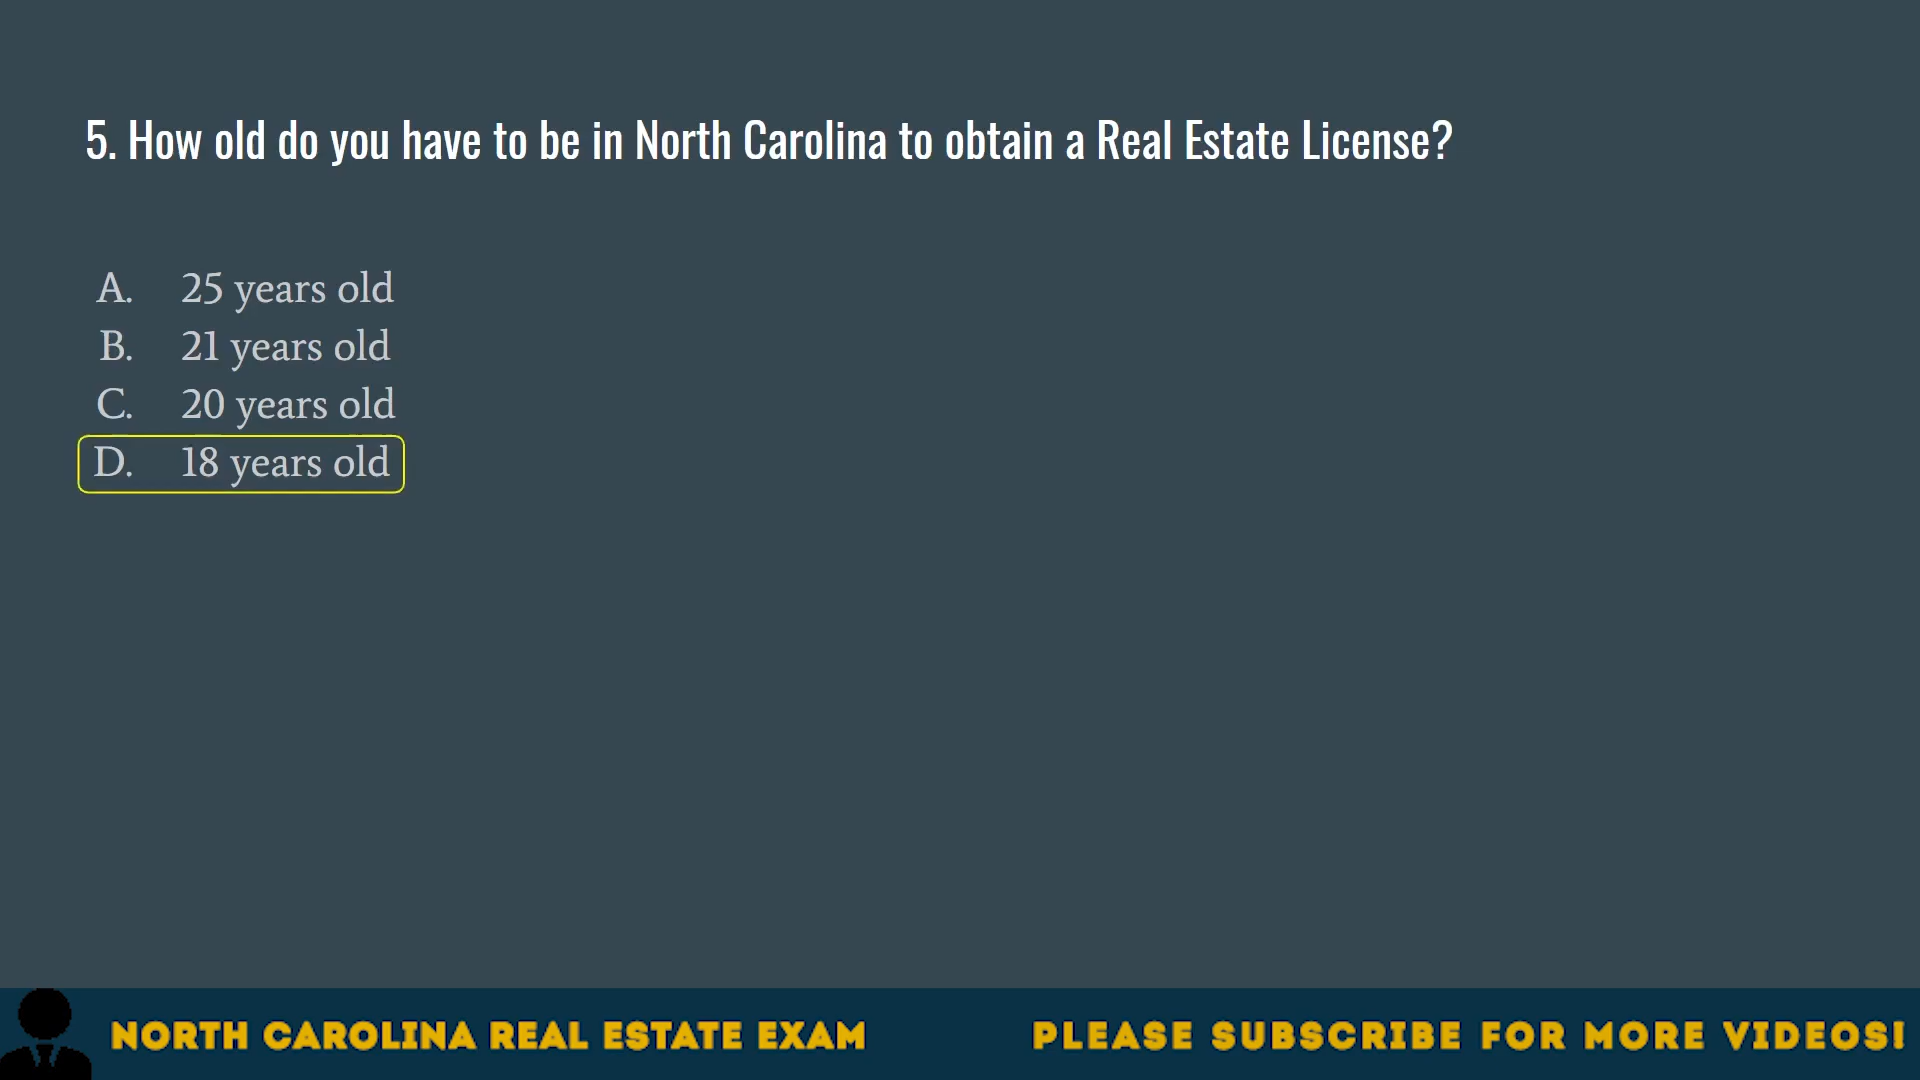 5. How old do you have to be in North Carolina to obtain a Real Estate License?
A. 25 years old
B. 21 years old
C. 20 years old
D. 18 years old
NORTH CAROLINA REAL ESTATE EXAM
PLEASE SUBSCRIBE FOR MORE VIDEOS!